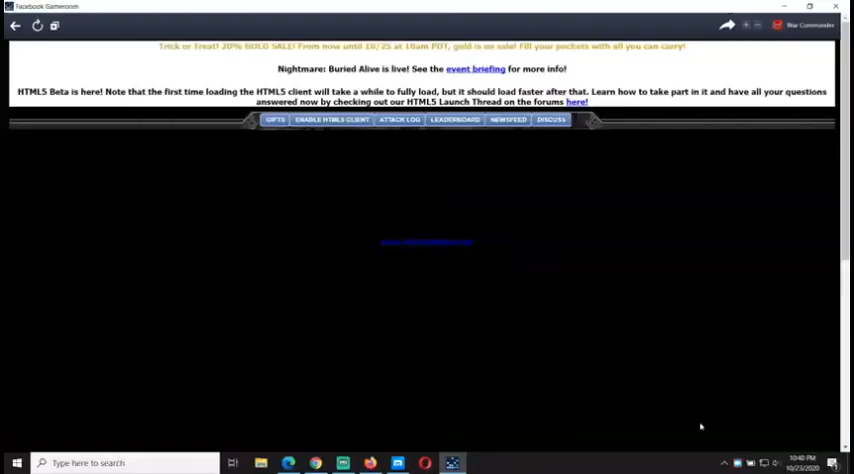 Facebook Gameroom
War Commander
Trick or Treat! 20% GOLD SALE! From now until 10/25 at 10am PDT, gold is on sale! Fill your pockets with all you can carry!
Nightmare: Buried Alive is live! See the event briefing for more info!
HTML5 Beta is here! Note that the first time loading the HTML5 client will take a while to fully load, but it should load faster after that. Learn how to take part in it and have all your questions
answered now by checking out our HTML5 Launch Thread on the forums here!
GIFTS ENABLE HTML5 CLIENT ATTACK LOG LEADERBOARD NEWSFEED DISCUSS
Type here to search
10:40 PM
10/23/2020